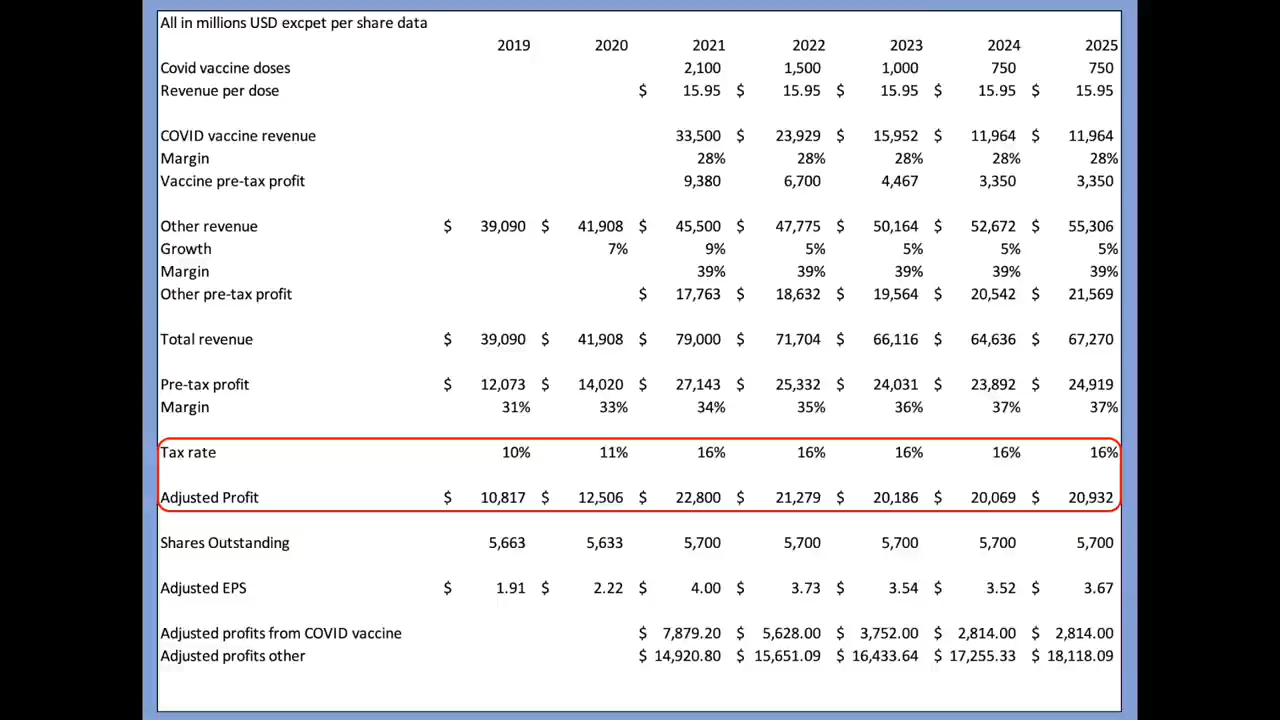 All in millions USD excpet per share data
2019 2020 2021 2022 2023 2024 2025
Covid vaccine doses 2,100 1,500 1,000 750 750
Revenue per dose $ 15.95 $ 15.95 $ 15.95 $ 15.95 $ 15.95
COVID vaccine revenue 33,500 $ 23,929 $ 15,952 $ 11,964 $ 11,964
Margin 28% 28% 28% 28% 28%
Vaccine pre-tax profit 9,380 6,700 4,467 3,350 3,350
Other revenue $ 39,090 $ 41,908 $ 45,500 $ 47,775 $ 50,164 $ 52,672 $ 55,306
Growth 7% 9% 5% 5% 5% 5%
Margin 39% 39% 39% 39% 39%
Other pre-tax profit $ 17,763 $ 18,632 $ 19,564 $ 20,542 $ 21,569
Total revenue $ 39,090 $ 41,908 $ 79,000 $ 71,704 $ 66,116 $ 64,636 $ 67,270
Pre-tax profit $ 12,073 $ 14,020 $ 27,143 $ 25,332 $ 24,031 $ 23,892 $ 24,919
Margin 31% 33% 34% 35% 36% 37% 37%
Tax rate 10% 11% 16% 16% 16% 16% 16%
Adjusted Profit $ 10,817 $ 12,506 $ 22,800 $ 21,279 $ 20,186 $ 20,069 $ 20,932
Shares Outstanding 5,663 5,633 5,700 5,700 5,700 5,700 5,700
Adjusted EPS $ 1.91 $ 2.22 $ 4.00 $ 3.73 $ 3.54 $ 3.52 $ 3.67
Adjusted profits from COVID vaccine $ 7,879.20 $ 5,628.00 $ 3,752.00 $ 2,814.00 $ 2,814.00
Adjusted profits other $ 14,920.80 $ 15,651.09 $ 16,433.64 $ 17,255.33 $ 18,118.09